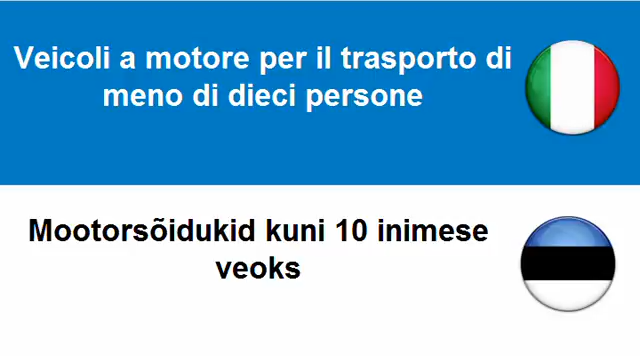 Veicoli a motore per il trasporto di
meno di dieci persone
Mootorsõidukid kuni 10 inimese
veoks